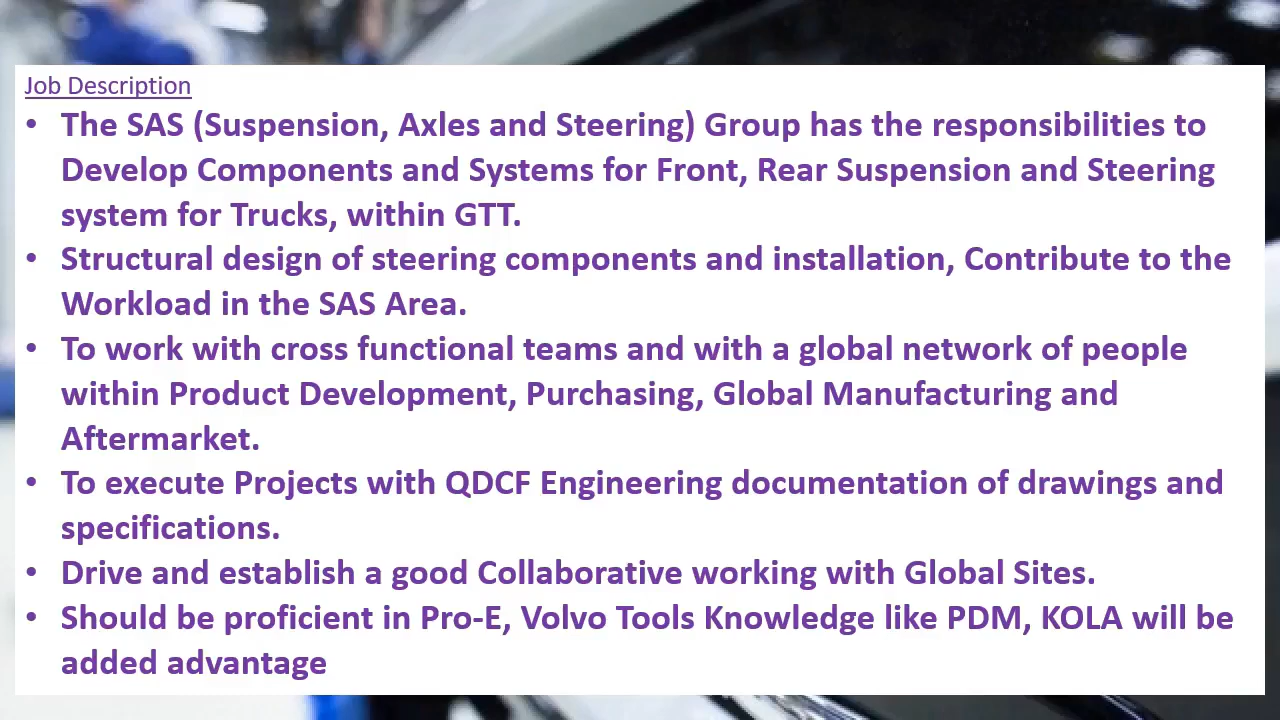 Job Description
• The SAS (Suspension, Axles and Steering) Group has the responsibilities to
Develop Components and Systems for Front, Rear Suspension and Steering
system for Trucks, within GTT.
• Structural design of steering components and installation, Contribute to the
Workload in the SAS Area.
• To work with cross functional teams and with a global network of people
within Product Development, Purchasing, Global Manufacturing and
Aftermarket.
• To execute Projects with QDCF Engineering documentation of drawings and
specifications.
• Drive and establish a good Collaborative working with Global Sites.
• Should be proficient in Pro-E, Volvo Tools Knowledge like PDM, KOLA will be
added advantage